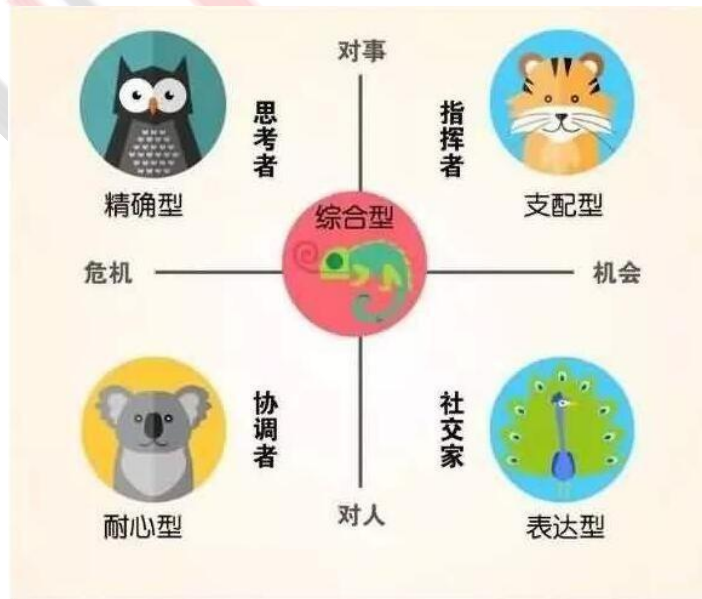 对事
思考者
指挥者
精确型
支配型
综合型
危机
机会
协调者
社交家
耐心型
对人
表达型